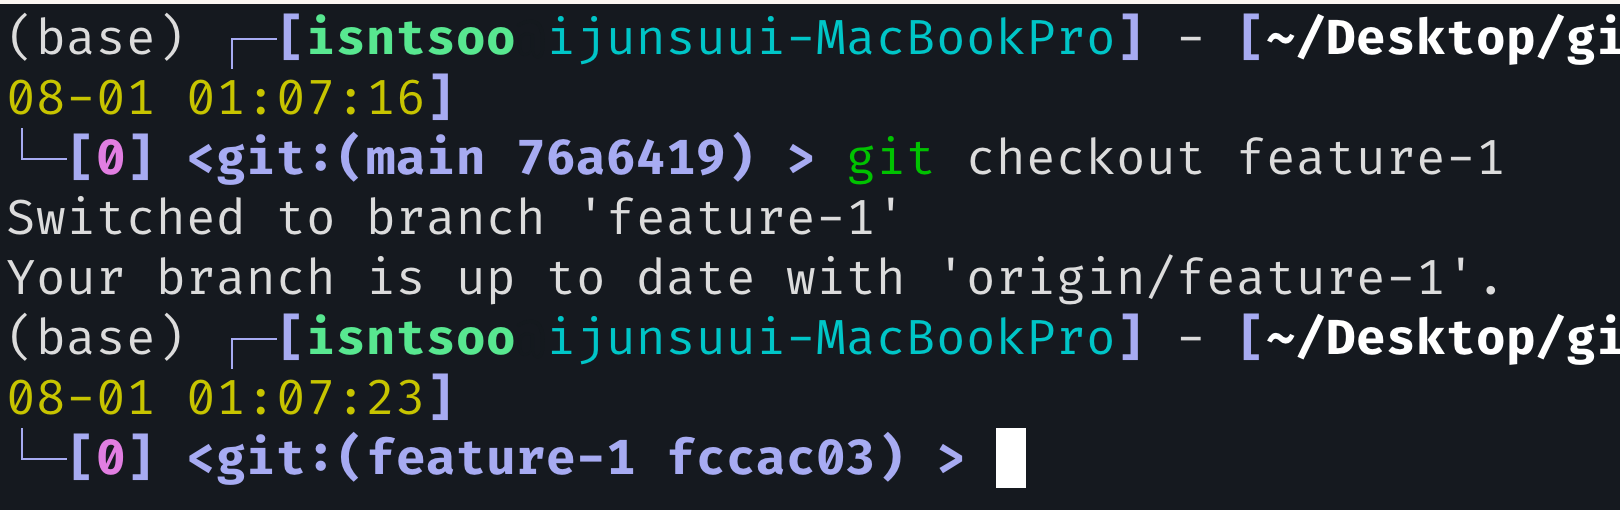 (base) ┌─[isntsoo ijunsuui-MacBookPro] - [~/Desktop/gi
08-01 01:07:16]
└─[0] <git:(main 76a6419) > git checkout feature-1
Switched to branch 'feature-1'
Your branch is up to date with 'origin/feature-1'.
(base) ┌─[isntsoo ijunsuui-MacBookPro] - [~/Desktop/gi
08-01 01:07:23]
└─[0] <git:(feature-1 fccac03) >